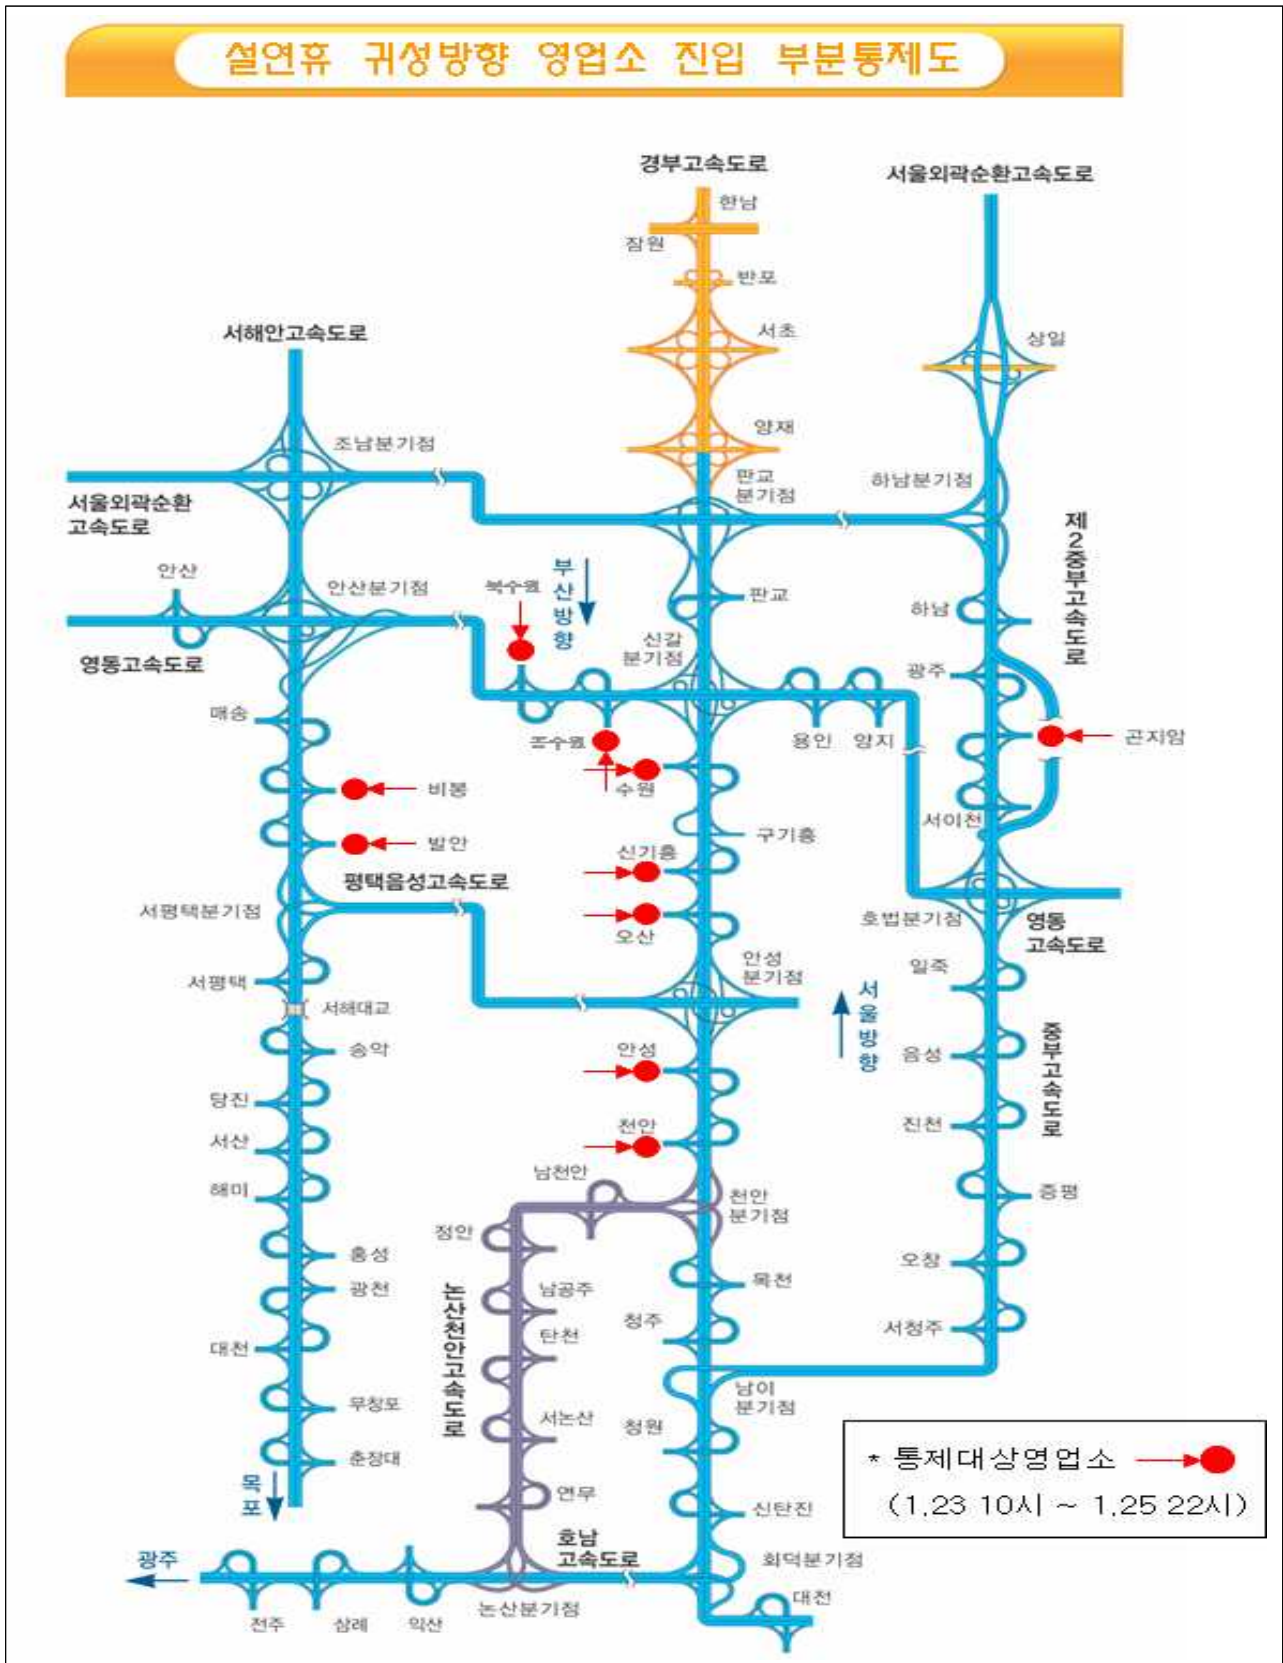 설연휴 귀성방향 영업소 진입 부분통제도
경부고속도로
서울외곽순환고속도로
한남
잠원
반포
서해안고속도로
서초
상일
양재
조남분기점
판교
분기점
하남분기점
서울외곽순환
고속도로
제2중부고속도로
안산
안산분기점
북수원
부산방향
판교
하남
영동고속도로
신갈
분기점
광주
매송
동수원
용인
양지
곤지암
비봉
수원
서이천
발안
구기흥
신기흥
평택음성고속도로
서평택분기점
오산
호법분기점
영동
고속도로
안성
분기점
일죽
서평택
서해대교
서울방향
중부고속도로
송악
안성
음성
당진
천안
진천
서산
남천안
해미
천안
분기점
증평
정안
홍성
오창
광천
남공주
목천
논산천안고속도로
탄천
청주
서청주
대천
남이
분기점
무창포
서논산
청원
* 통제대상영업소
(1.23 10시 ~ 1.25 22시)
춘장대
목포
연무
신탄진
호남
고속도로
회덕분기점
광주
논산분기점
대전
전주
삼례
익산